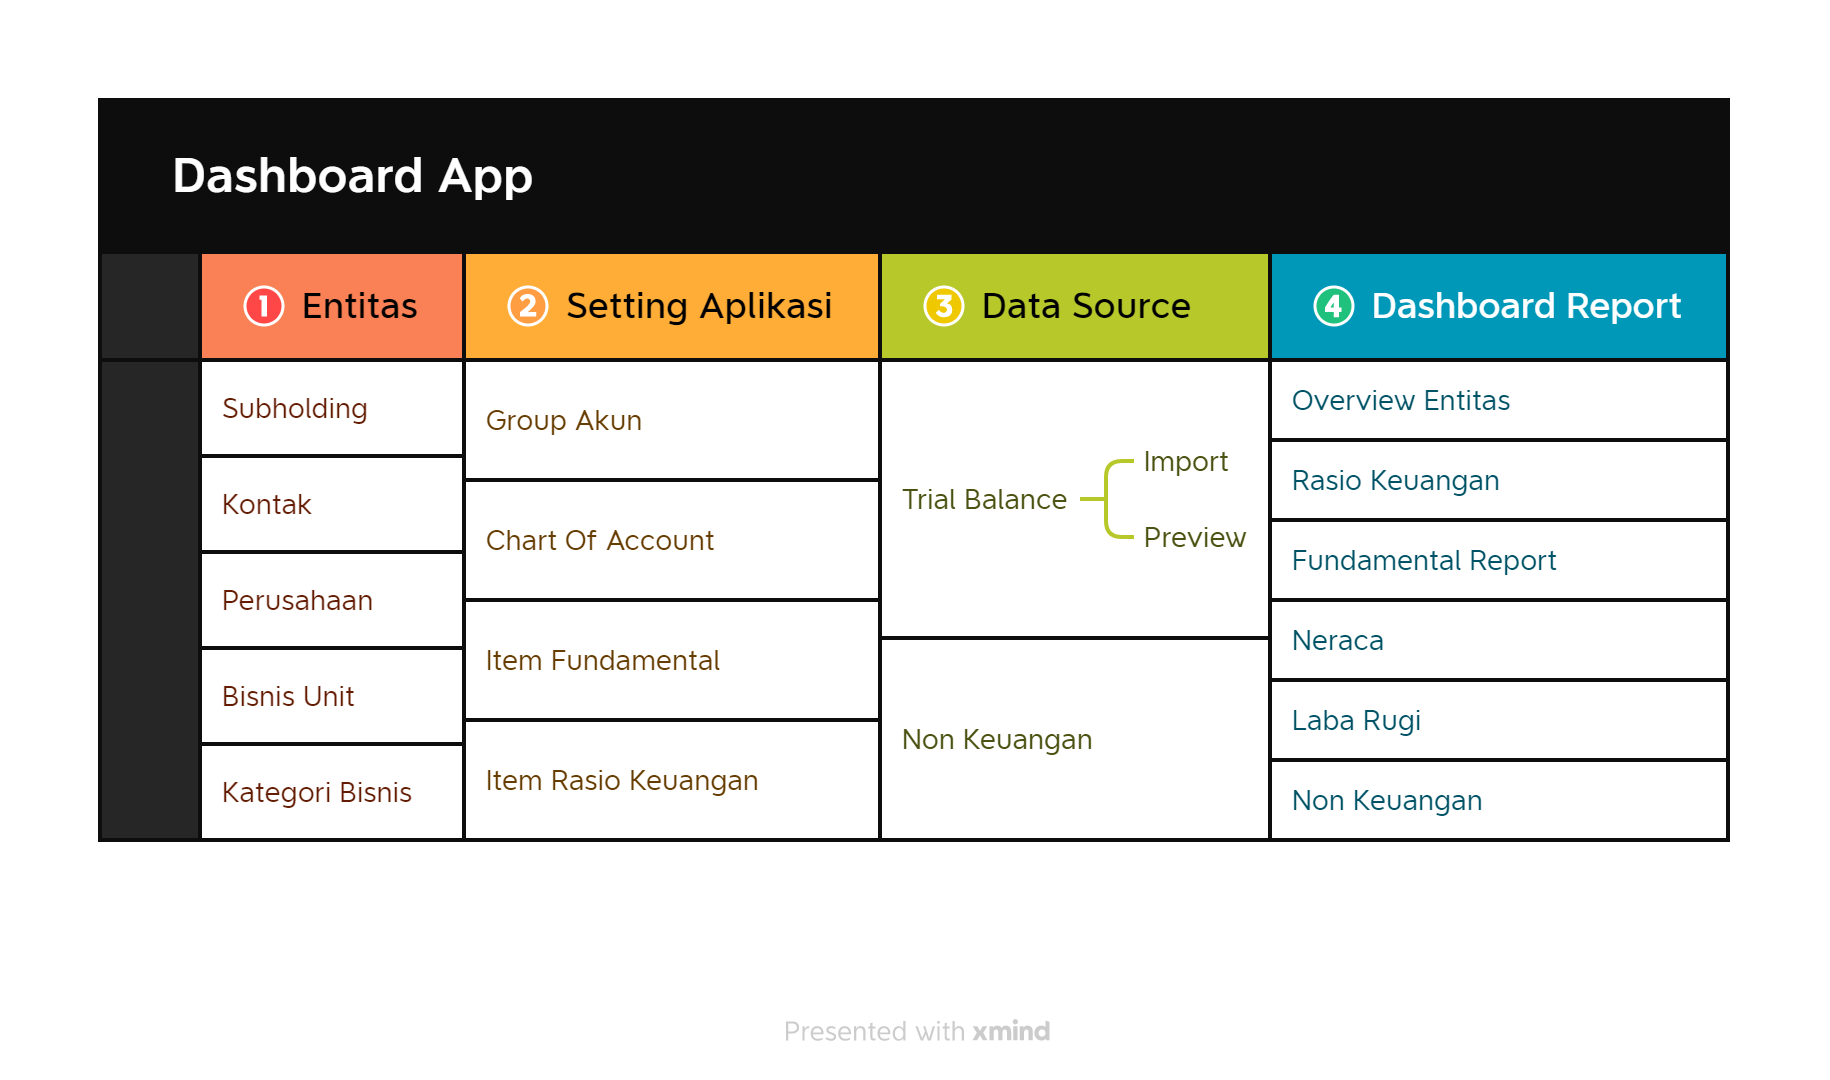 Dashboard App
1 Entitas
2 Setting Aplikasi
3 Data Source
4 Dashboard Report
Subholding
Kontak
Perusahaan
Bisnis Unit
Kategori Bisnis
Group Akun
Chart Of Account
Item Fundamental
Item Rasio Keuangan
Trial Balance
Import
Preview
Non Keuangan
Overview Entitas
Rasio Keuangan
Fundamental Report
Neraca
Laba Rugi
Non Keuangan
Presented with xmind